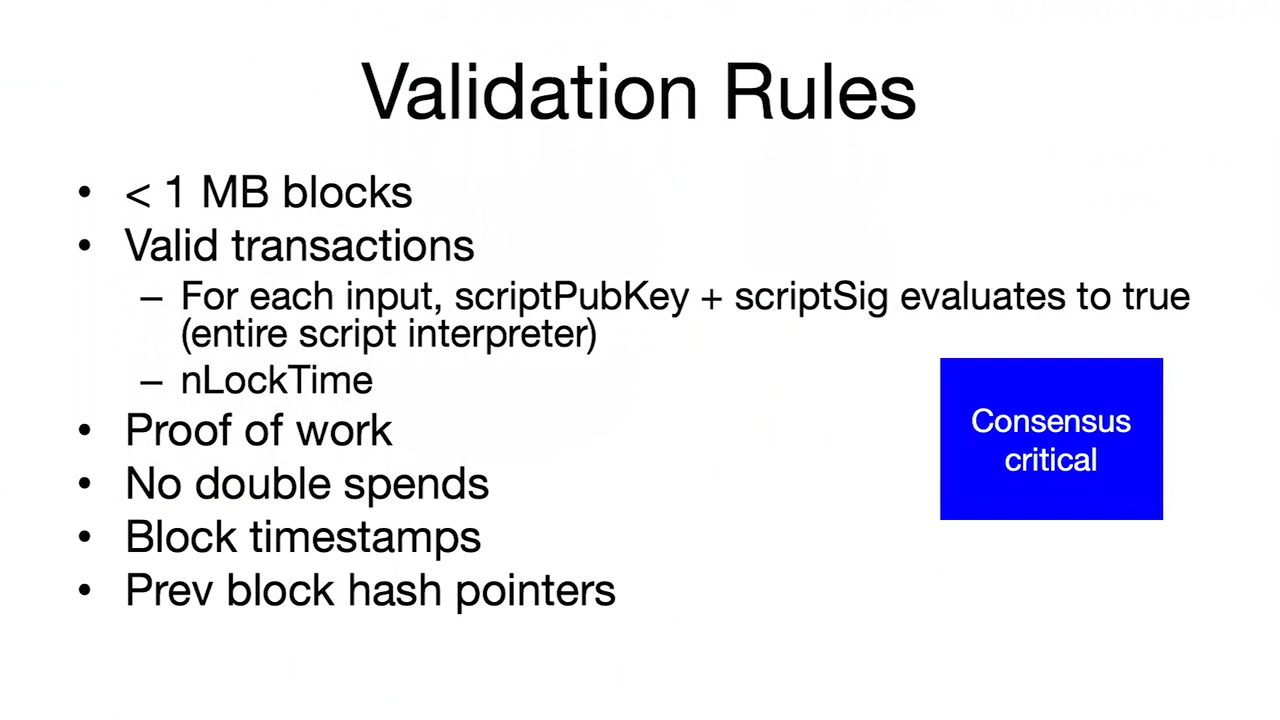 Validation Rules
• < 1 MB blocks
• Valid transactions
– For each input, scriptPubKey + scriptSig evaluates to true
(entire script interpreter)
– nLockTime
• Proof of work
• No double spends
• Block timestamps
• Prev block hash pointers
Consensus
critical